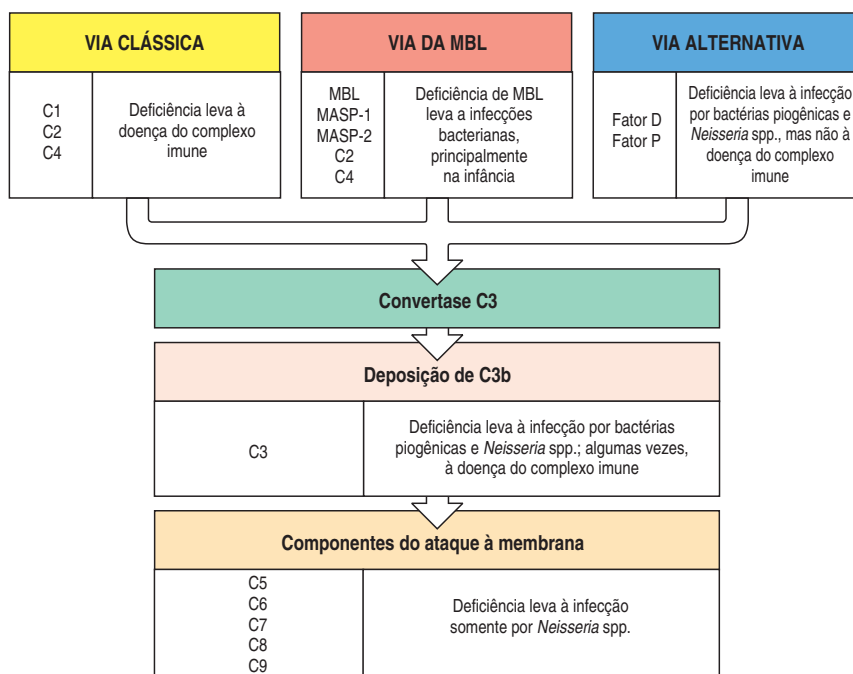 VIA CLÁSSICA
C1
C2
C4
Deficiência leva à
doença do complexo
imune
VIA DA MBL
MBL
MASP-1
MASP-2
C2
C4
Deficiência de MBL
leva a infecções
bacterianas,
principalmente
na infância
VIA ALTERNATIVA
Fator D
Fator P
Deficiência leva à infecção
por bactérias piogênicas e
Neisseria spp., mas não à
doença do complexo
imune
Convertase C3
Deposição de C3b
C3
Deficiência leva à infecção por bactérias
piogênicas e Neisseria spp.; algumas vezes,
à doença do complexo imune
Componentes do ataque à membrana
C5
C6
C7
C8
C9
Deficiência leva à infecção
somente por Neisseria spp.